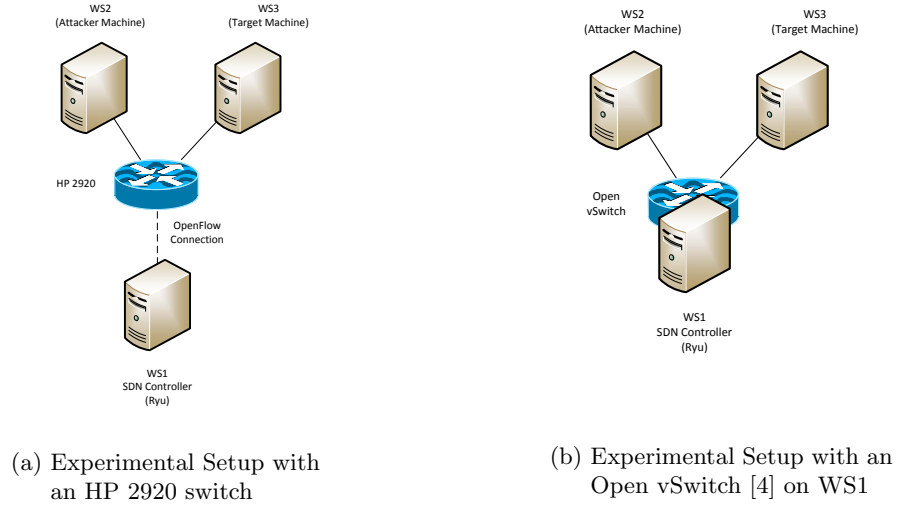 WS2
(Attacker Machine)
WS3
(Target Machine)
HP 2920
OpenFlow
Connection
WS1
SDN Controller
(Ryu)
(a) Experimental Setup with
an HP 2920 switch
WS2
(Attacker Machine)
WS3
(Target Machine)
Open
vSwitch
WS1
SDN Controller
(Ryu)
(b) Experimental Setup with an
Open vSwitch [4] on WS1